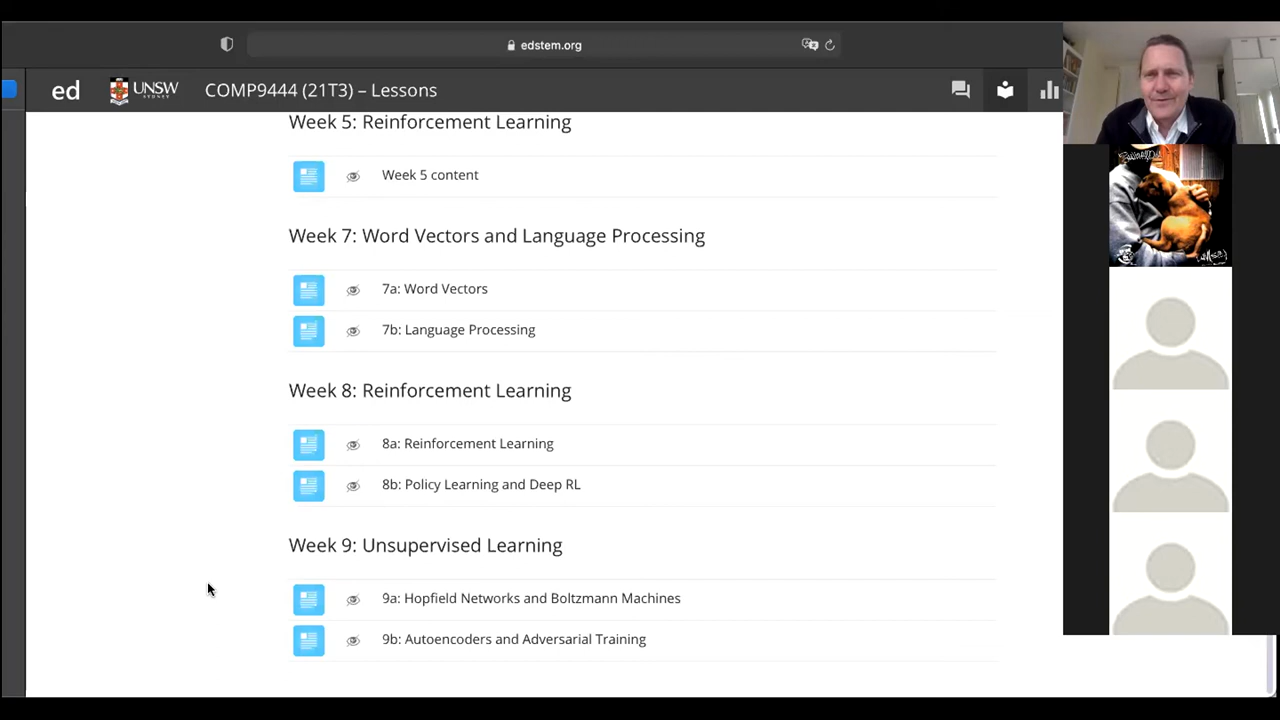 edstem.org
ed
UNSW
SYDNEY
COMP9444 (21T3) – Lessons
Week 5: Reinforcement Learning
Week 5 content
Week 7: Word Vectors and Language Processing
7a: Word Vectors
7b: Language Processing
Week 8: Reinforcement Learning
8a: Reinforcement Learning
8b: Policy Learning and Deep RL
Week 9: Unsupervised Learning
9a: Hopfield Networks and Boltzmann Machines
9b: Autoencoders and Adversarial Training